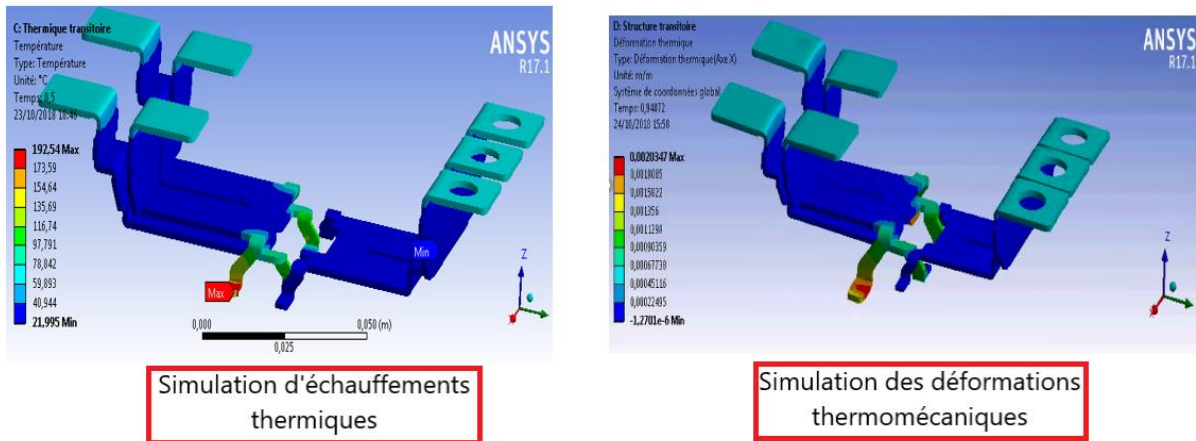 C: Thermique transitoire
Température
Type: Température
Unité: °C
Temps: 0,5
23/10/2018 18:46
192,54 Max
173,59
154,64
135,69
116,74
97,791
78,842
59,893
40,944
21,995 Min
ANSYS
R17.1
Min
Max
Z
0,000
0,050 (m)
0,025
Simulation d'échauffements
thermiques
D: Structure transitoire
Déformation thermique
Type: Déformation thermique(Axe X)
Unité: m/m
Système de coordonnées global
Temps: 0,94072
24/10/2018 15:58
0,0020347 Max
0,0018085
0,0015822
0,001356
0,0011298
0,00090359
0,00067738
0,00045116
0,00022495
-1,2701e-6 Min
ANSYS
R17.1
Z
Simulation des déformations
thermomécaniques